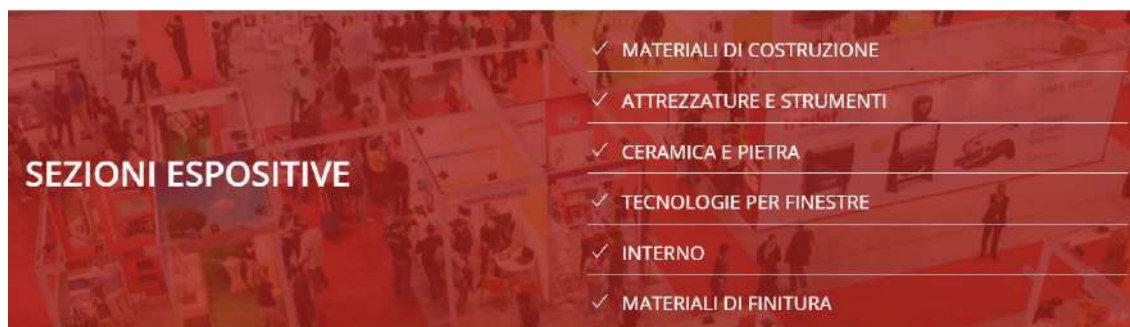 SEZIONI ESPOSITIVE
MATERIALI DI COSTRUZIONE
ATTREZZATURE E STRUMENTI
CERAMICA E PIETRA
TECNOLOGIE PER FINESTRE
INTERNO
MATERIALI DI FINITURA